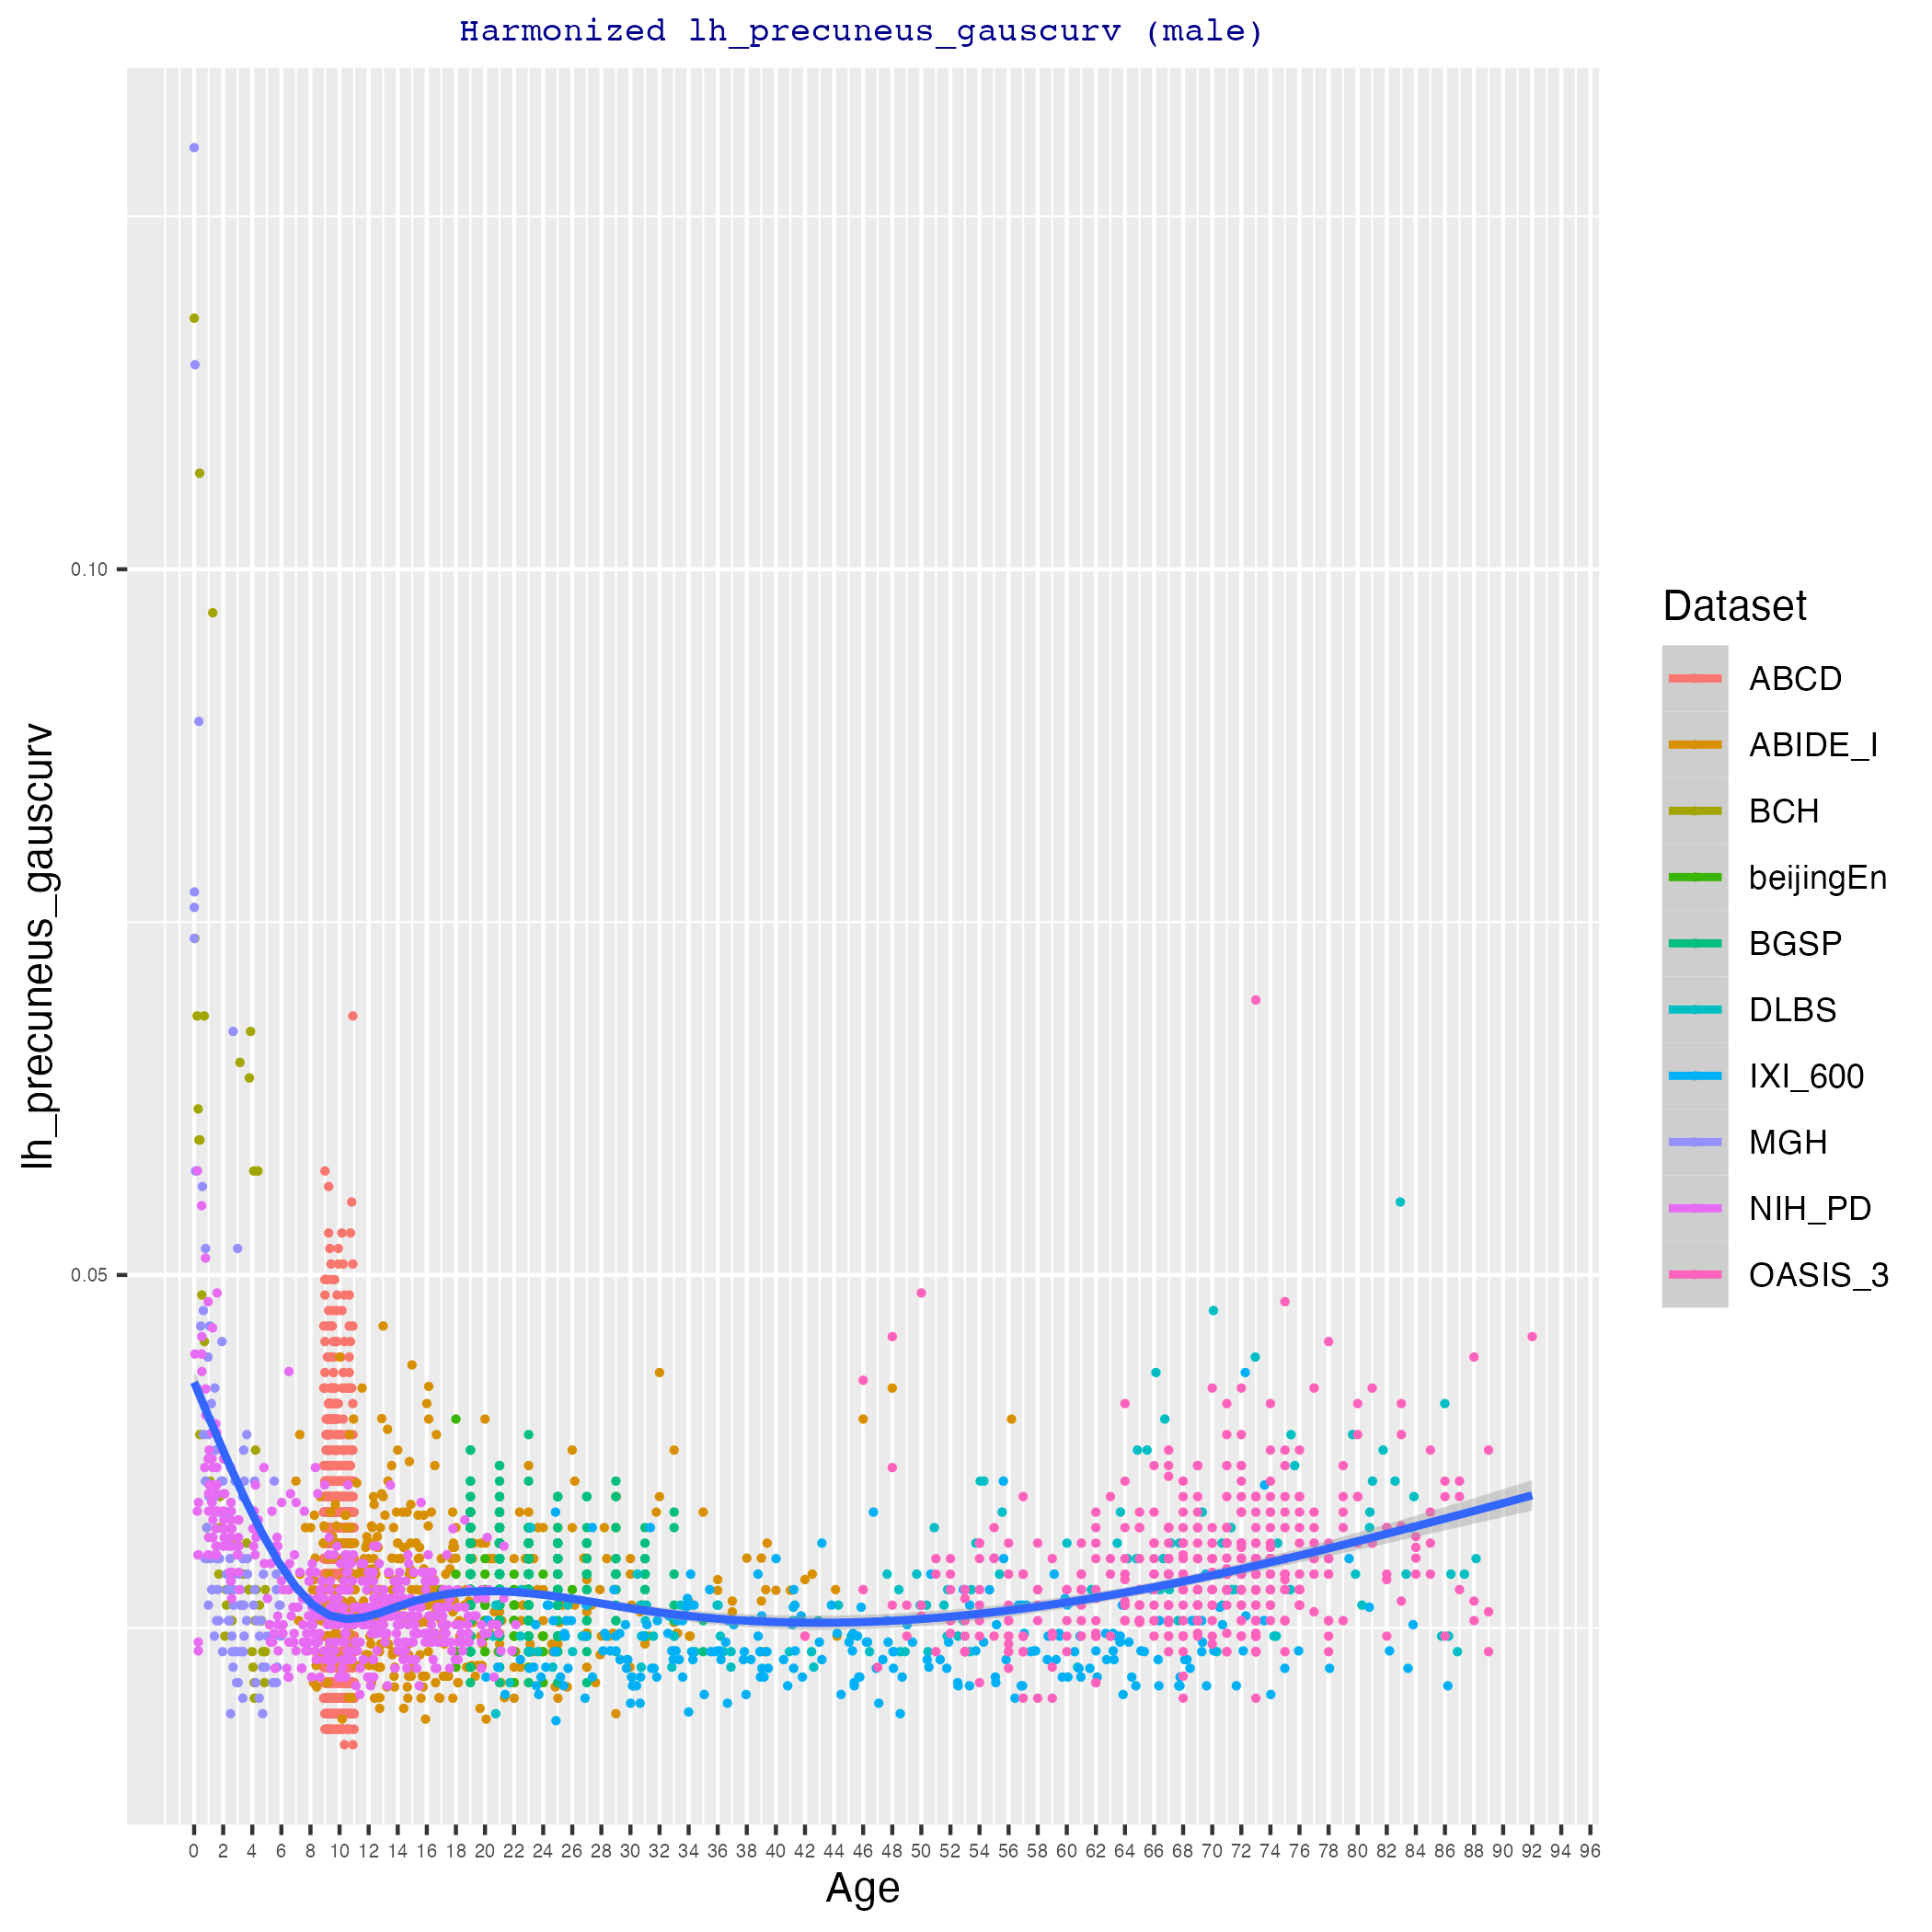 Harmonized lh_precuneus_gauscurv (male)
lh_precuneus_gauscurv
0.10
0.05
0 2 4 6 8 10 12 14 16 18 20 22 24 26 28 30 32 34 36 38 40 42 44 46 48 50 52 54 56 58 60 62 64 66 68 70 72 74 76 78 80 82 84 86 88 90 92 94 96
Age
Dataset
ABCD
ABIDE_I
BCH
beijingEn
BGSP
DLBS
IXI_600
MGH
NIH_PD
OASIS_3